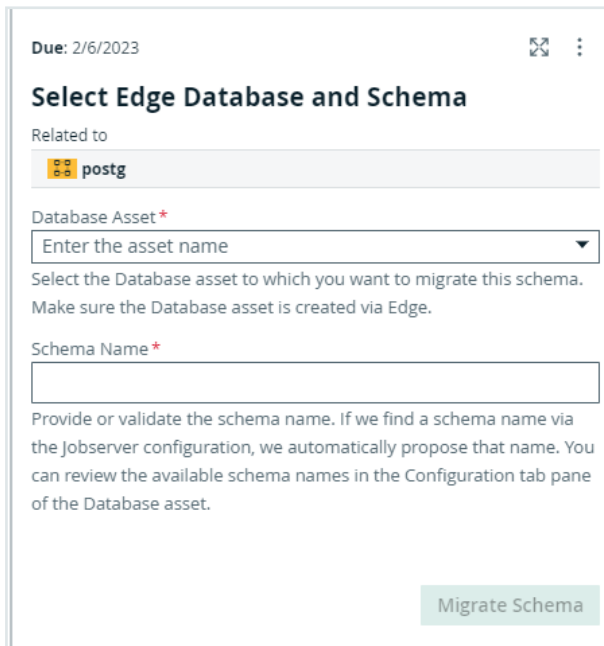 Due: 2/6/2023
Select Edge Database and Schema
Related to
postg
Database Asset*
Enter the asset name
Select the Database asset to which you want to migrate this schema.
Make sure the Database asset is created via Edge.
Schema Name*
Provide or validate the schema name. If we find a schema name via
the Jobserver configuration, we automatically propose that name. You
can review the available schema names in the Configuration tab pane
of the Database asset.
Migrate Schema